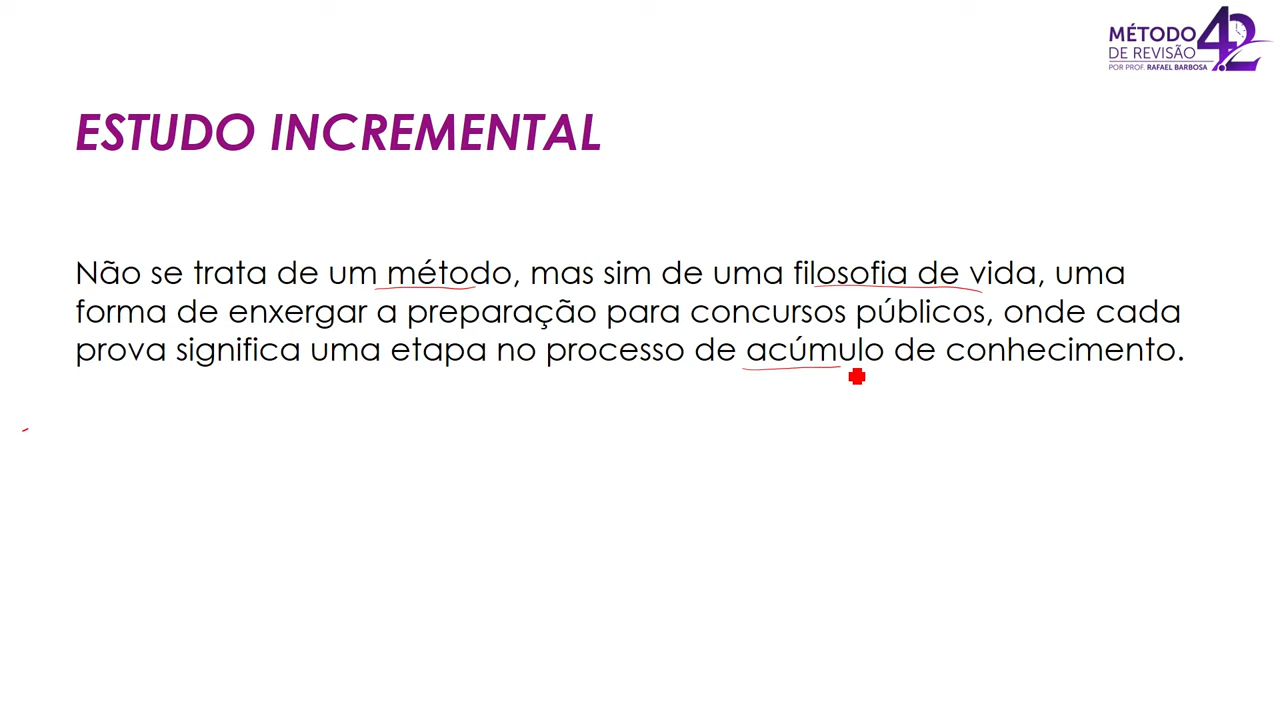 MÉTODO 4.2
DE REVISÃO
POR PROF. RAFAEL BARBOSA
ESTUDO INCREMENTAL
Não se trata de um método, mas sim de uma filosofia de vida, uma
forma de enxergar a preparação para concursos públicos, onde cada
prova significa uma etapa no processo de acúmulo de conhecimento.